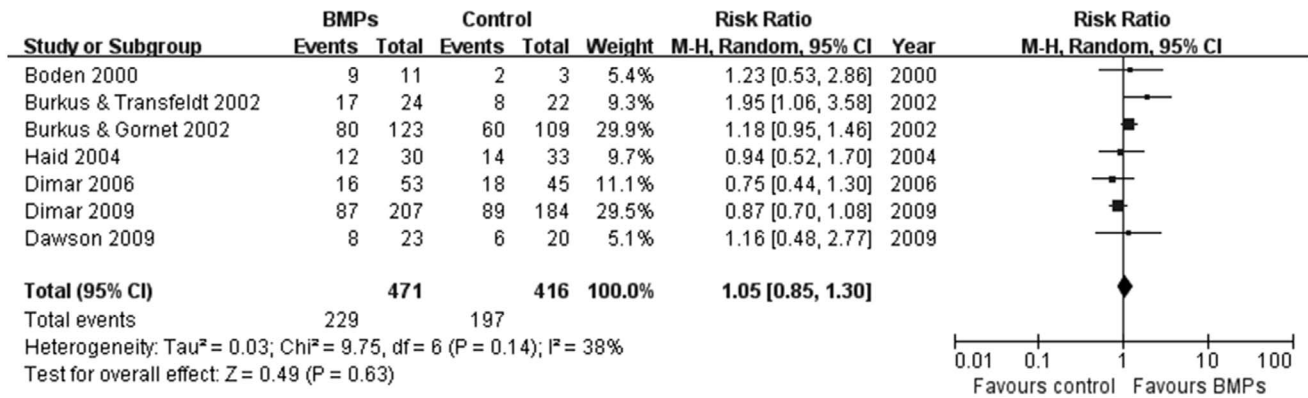 BMPs Control Risk Ratio Risk Ratio
Study or Subgroup Events Total Events Total Weight M-H, Random, 95% CI Year M-H, Random, 95% CI
Boden 2000 9 11 2 3 5.4% 1.23 [0.53, 2.86] 2000
Burkus & Transfeldt 2002 17 24 8 22 9.3% 1.95 [1.06, 3.58] 2002
Burkus & Gornet 2002 80 123 60 109 29.9% 1.18 [0.95, 1.46] 2002
Haid 2004 12 30 14 33 9.7% 0.94 [0.52, 1.70] 2004
Dimar 2006 16 53 18 45 11.1% 0.75 [0.44, 1.30] 2006
Dimar 2009 87 207 89 184 29.5% 0.87 [0.70, 1.08] 2009
Dawson 2009 8 23 6 20 5.1% 1.16 [0.48, 2.77] 2009
Total (95% CI) 471 416 100.0% 1.05 [0.85, 1.30]
Total events 229 197
Heterogeneity: Tau² = 0.03; Chi² = 9.75, df = 6 (P = 0.14); I² = 38%
Test for overall effect: Z = 0.49 (P = 0.63)
0.01 0.1 1 10 100
Favours control Favours BMPs